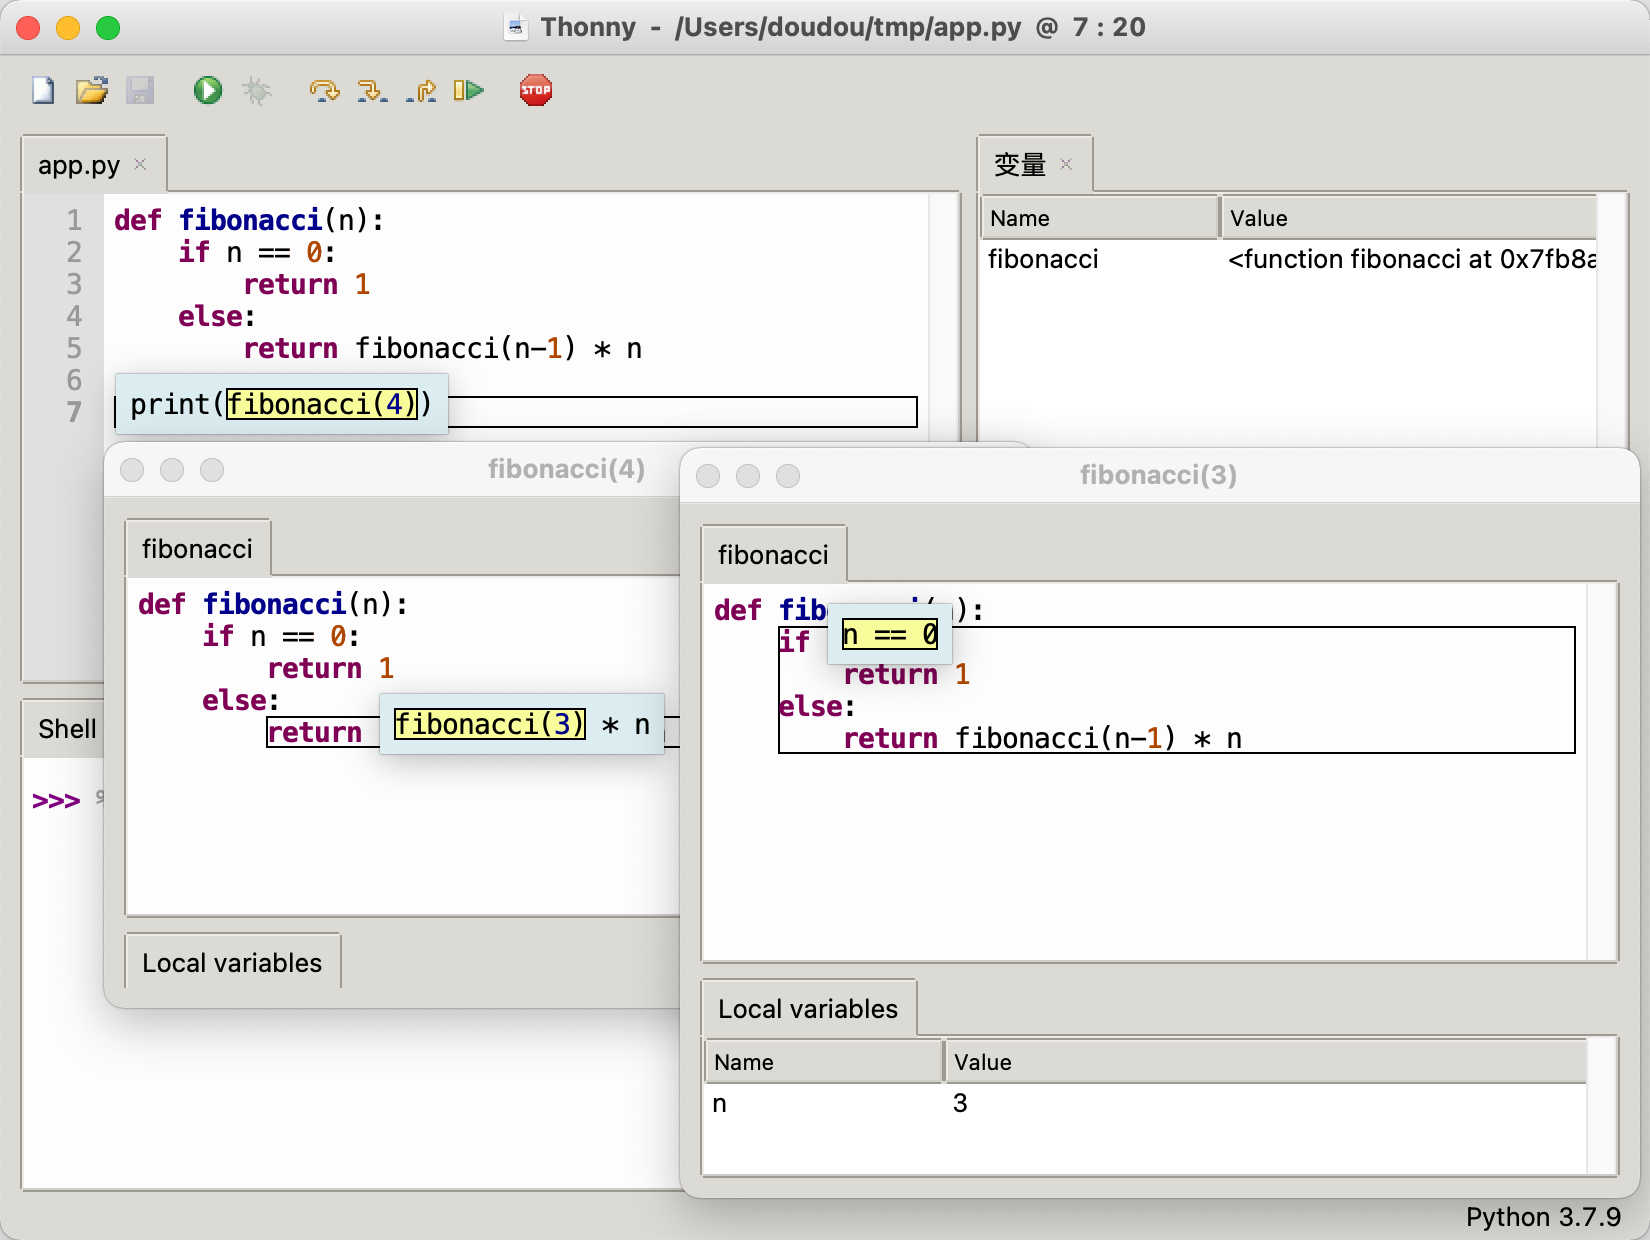 Thonny - /Users/doudou/tmp/app.py @ 7 : 20
STOP
app.py
变量
Name Value
fibonacci <function fibonacci at 0x7fb8a
1 def fibonacci(n):
2 if n == 0:
3 return 1
4 else:
5 return fibonacci(n-1) * n
6
7 print(fibonacci(4))
fibonacci(4)
fibonacci
def fibonacci(n):
if n == 0:
return 1
else:
return fibonacci(3) * n
Local variables
fibonacci(3)
fibonacci
def fib (n):
if n == 0
return 1
else:
return fibonacci(n-1) * n
Local variables
Name Value
n 3
Shell
>>>
Python 3.7.9